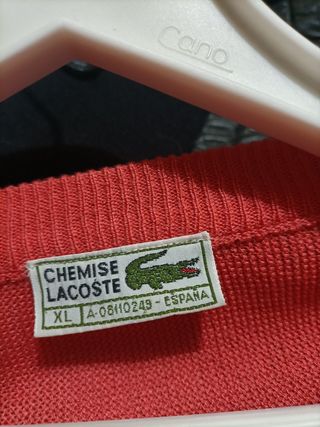 Cano
CHEMISE
LACOSTE
XL A-08110249 - ESPAÑA